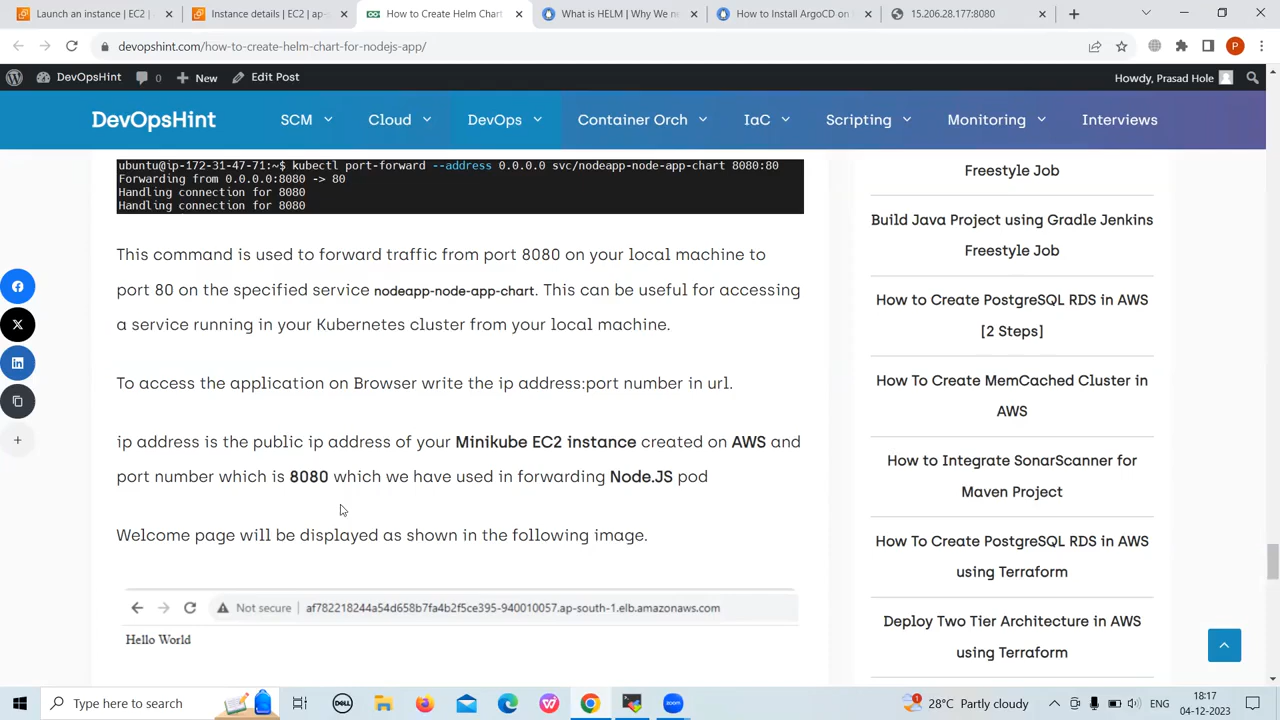 Launch an instance | EC2 |
Instance details | EC2 | ap-s
How to Create Helm Chart
What is HELM | Why We n
How to Install ArgoCD on
15.206.28.177:8080
devopshint.com/how-to-create-helm-chart-for-nodejs-app/
P
DevOpsHint
0
New
Edit Post
Howdy, Prasad Hole
DevOpsHint
SCM
Cloud
DevOps
Container Orch
IaC
Scripting
Monitoring
Interviews
ubuntu@ip-172-31-47-71:~$ kubectl port-forward --address 0.0.0.0 svc/nodeapp-node-app-chart 8080:80
Forwarding from 0.0.0.0:8080 -> 80
Handling connection for 8080
Handling connection for 8080
This command is used to forward traffic from port 8080 on your local machine to
port 80 on the specified service nodeapp-node-app-chart. This can be useful for accessing
a service running in your Kubernetes cluster from your local machine.
To access the application on Browser write the ip address:port number in url.
ip address is the public ip address of your Minikube EC2 instance created on AWS and
port number which is 8080 which we have used in forwarding Node.JS pod
Welcome page will be displayed as shown in the following image.
Not secure | af782218244a54d658b7fa4b2f5ce395-940010057.ap-south-1.elb.amazonaws.com
Hello World
Freestyle Job
Build Java Project using Gradle Jenkins
Freestyle Job
How to Create PostgreSQL RDS in AWS
[2 Steps]
How To Create MemCached Cluster in
AWS
How to Integrate SonarScanner for
Maven Project
How To Create PostgreSQL RDS in AWS
using Terraform
Deploy Two Tier Architecture in AWS
using Terraform
Type here to search
DELL
zoom
1
28°C Partly cloudy
ENG
18:17
04-12-2023